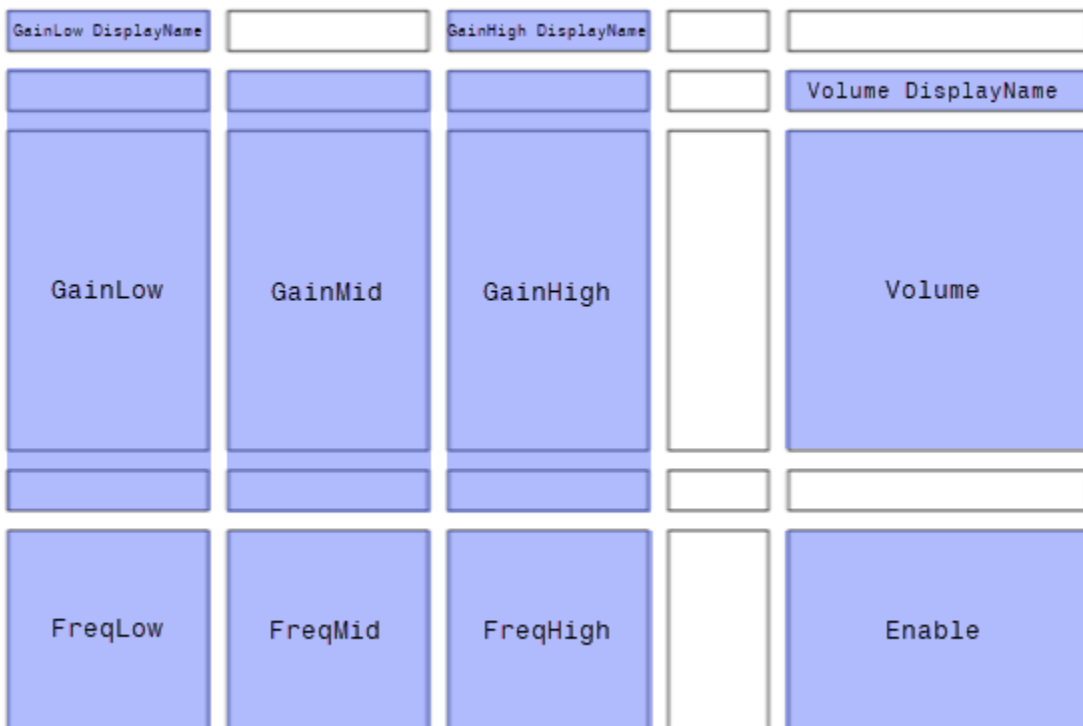 GainLow DisplayName
GainHigh DisplayName
Volume DisplayName
GainLow
GainMid
GainHigh
Volume
FreqLow
FreqMid
FreqHigh
Enable